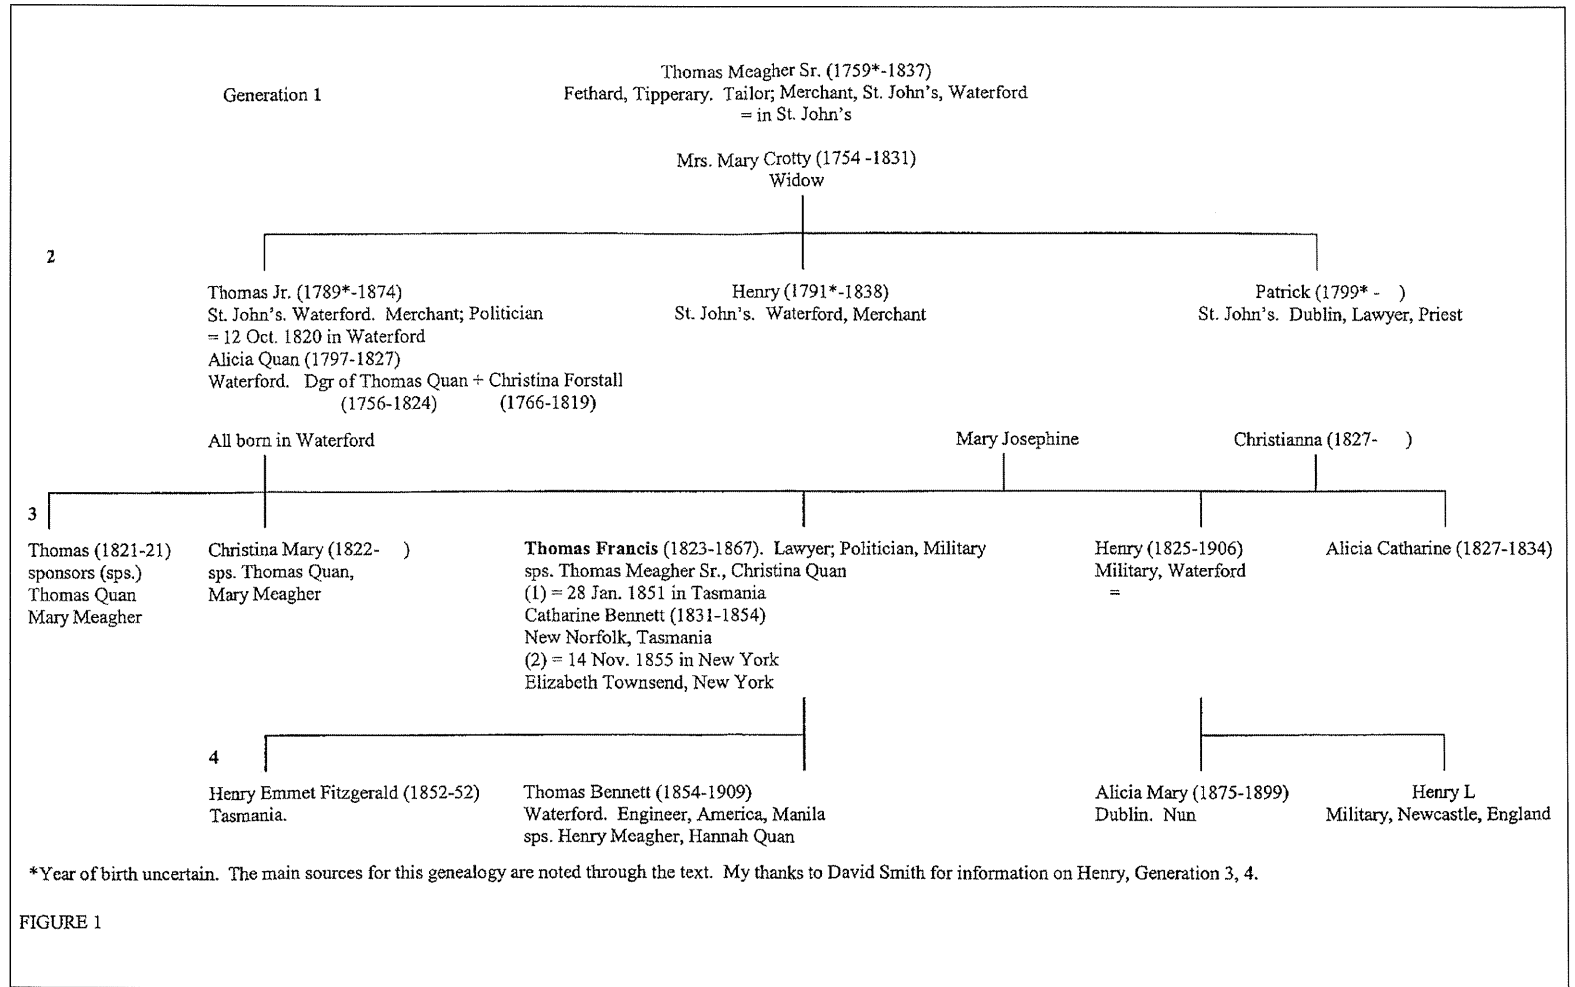 Generation 1
Thomas Meagher Sr. (1759*-1837)
Fethard, Tipperary. Tailor; Merchant, St. John's, Waterford
= in St. John's
Mrs. Mary Crotty (1754 -1831)
Widow
2
Thomas Jr. (1789*-1874)
St. John's. Waterford. Merchant; Politician
= 12 Oct. 1820 in Waterford
Alicia Quan (1797-1827)
Waterford. Dgr of Thomas Quan + Christina Forstall
(1756-1824) (1766-1819)
Henry (1791*-1838)
St. John's. Waterford, Merchant
Patrick (1799* - )
St. John's. Dublin, Lawyer, Priest
All born in Waterford
Mary Josephine
Christianna (1827- )
3
Thomas (1821-21)
sponsors (sps.)
Thomas Quan
Mary Meagher
Christina Mary (1822- )
sps. Thomas Quan,
Mary Meagher
Thomas Francis (1823-1867). Lawyer; Politician, Military
sps. Thomas Meagher Sr., Christina Quan
(1) = 28 Jan. 1851 in Tasmania
Catharine Bennett (1831-1854)
New Norfolk, Tasmania
(2) = 14 Nov. 1855 in New York
Elizabeth Townsend, New York
Henry (1825-1906)
Military, Waterford
=
Alicia Catharine (1827-1834)
4
Henry Emmet Fitzgerald (1852-52)
Tasmania.
Thomas Bennett (1854-1909)
Waterford. Engineer, America, Manila
sps. Henry Meagher, Hannah Quan
Alicia Mary (1875-1899)
Dublin. Nun
Henry L
Military, Newcastle, England
*Year of birth uncertain. The main sources for this genealogy are noted through the text. My thanks to David Smith for information on Henry, Generation 3, 4.
FIGURE 1